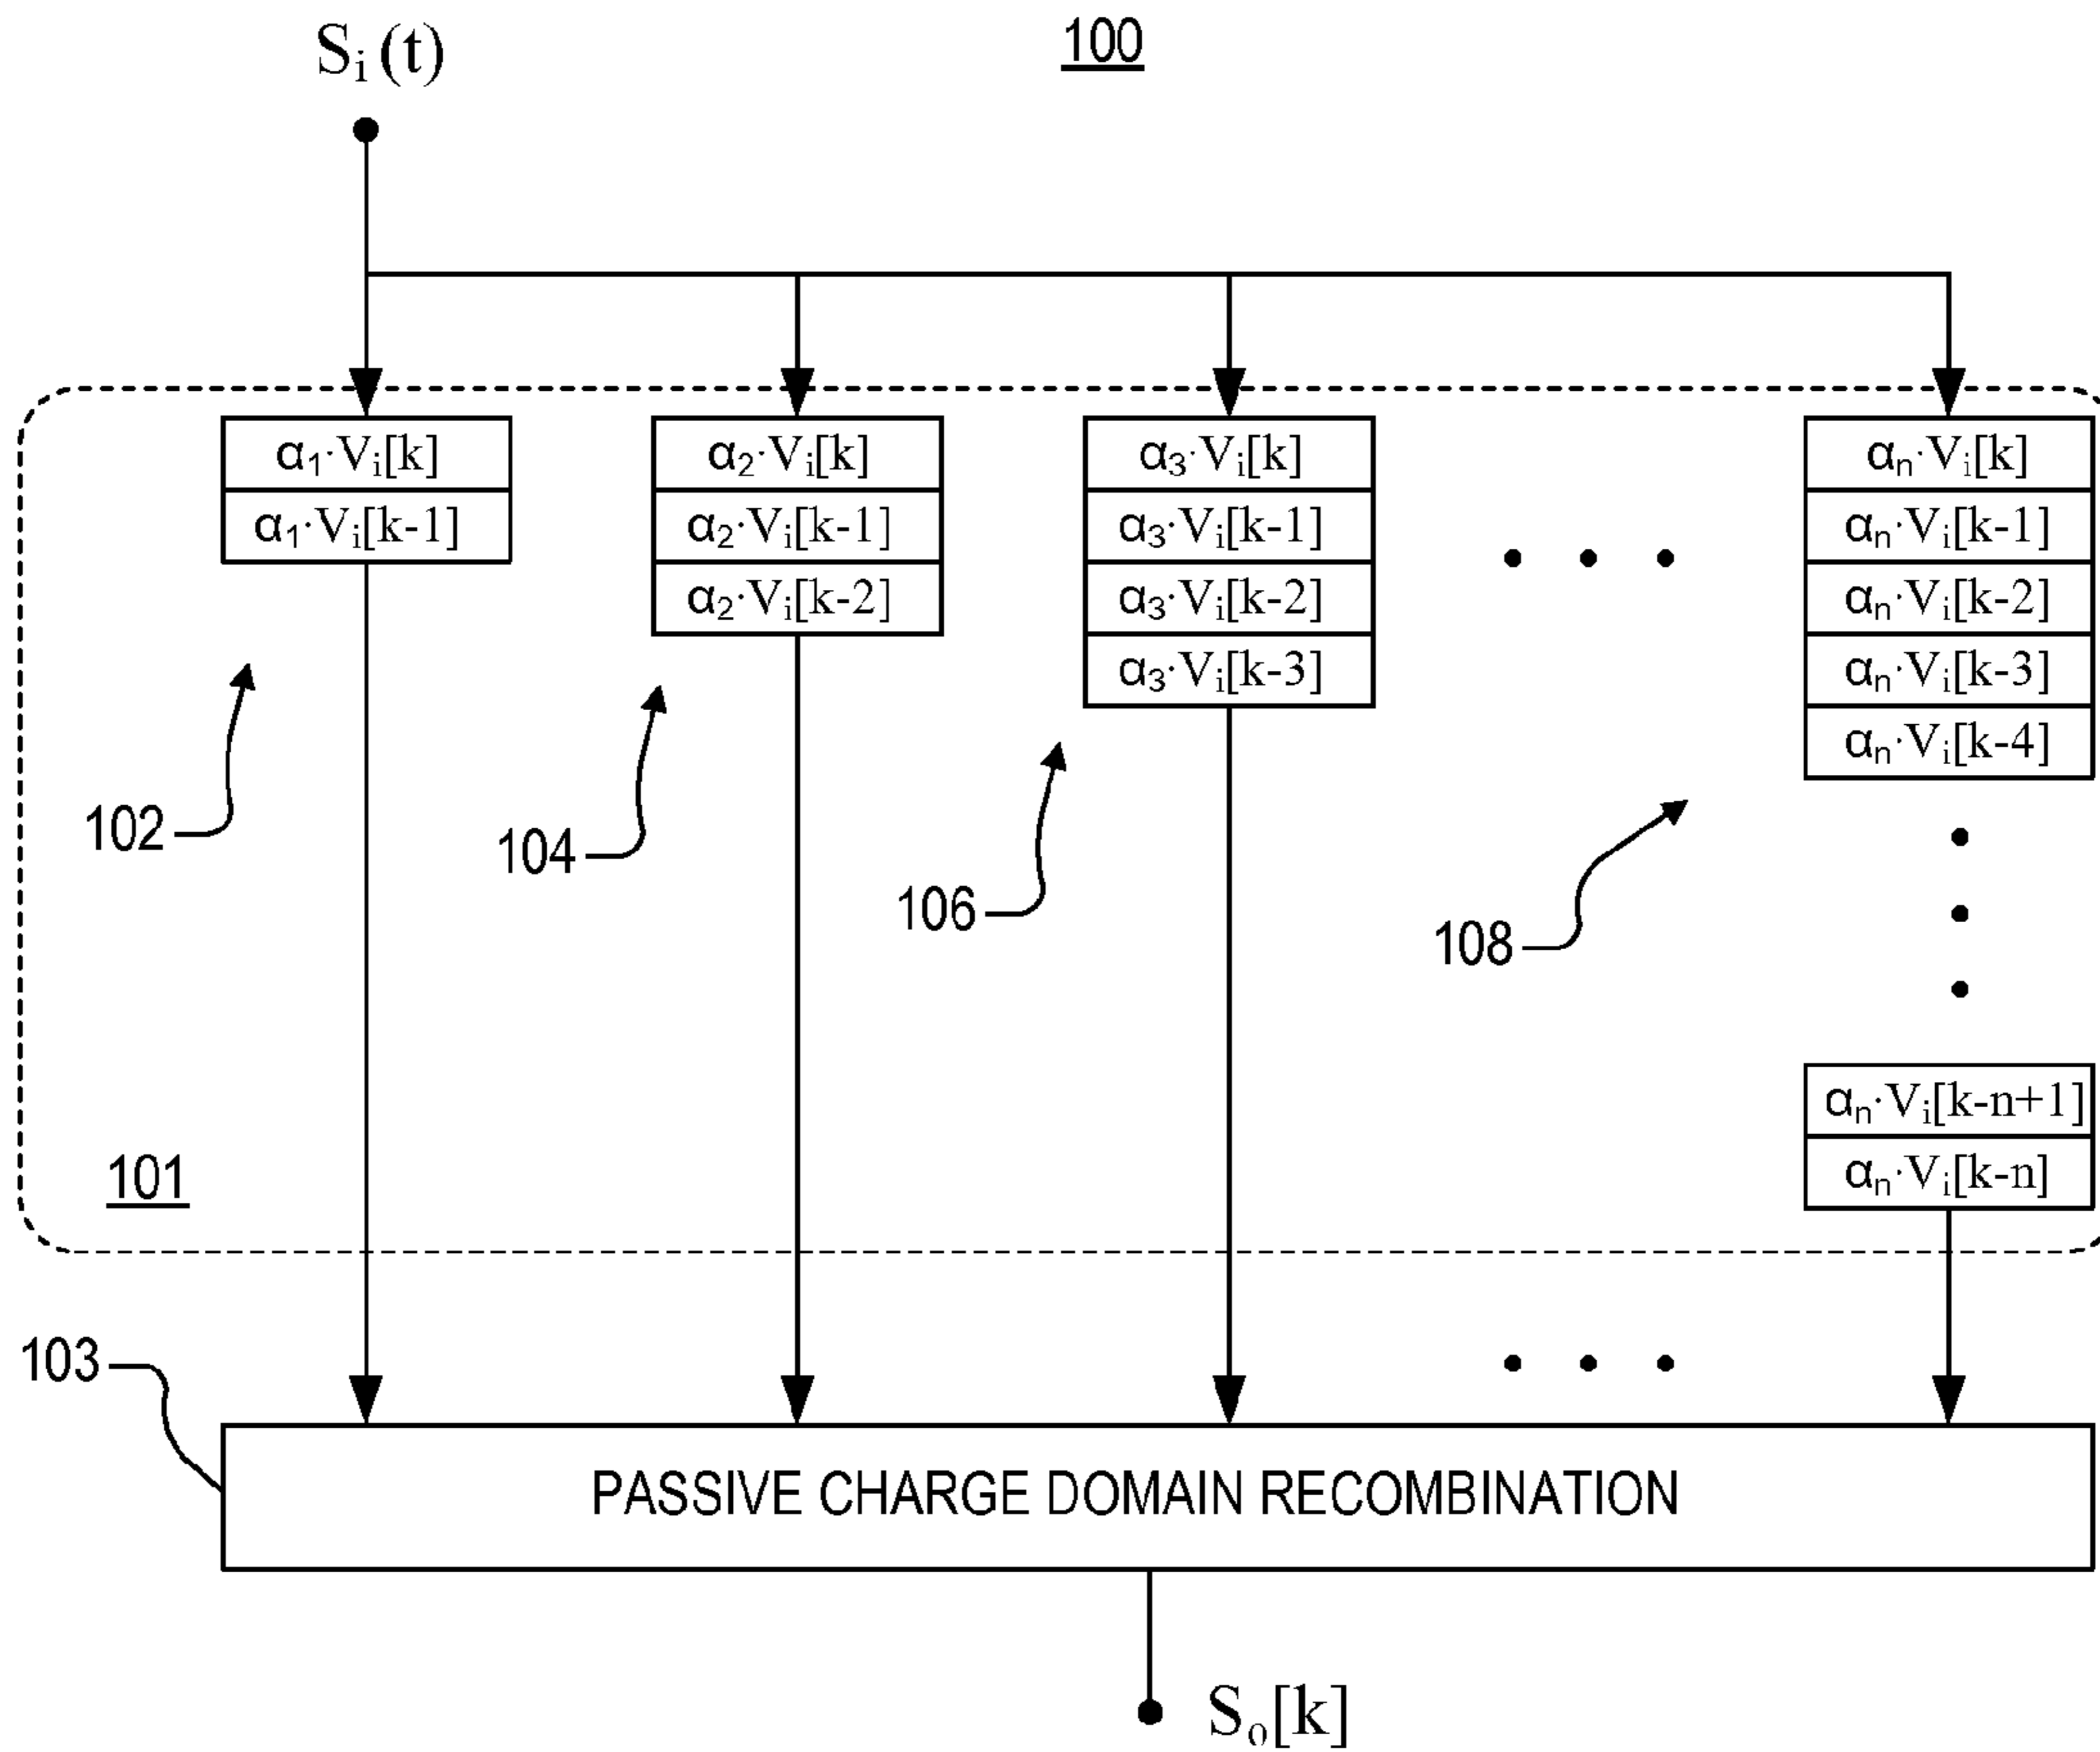 Si(t)
100
α1·Vi[k]
α1·Vi[k-1]
α2·Vi[k]
α2·Vi[k-1]
α2·Vi[k-2]
α3·Vi[k]
α3·Vi[k-1]
α3·Vi[k-2]
α3·Vi[k-3]
αn·Vi[k]
αn·Vi[k-1]
αn·Vi[k-2]
αn·Vi[k-3]
αn·Vi[k-4]
αn·Vi[k-n+1]
αn·Vi[k-n]
102
104
106
108
101
103
PASSIVE CHARGE DOMAIN RECOMBINATION
So[k]